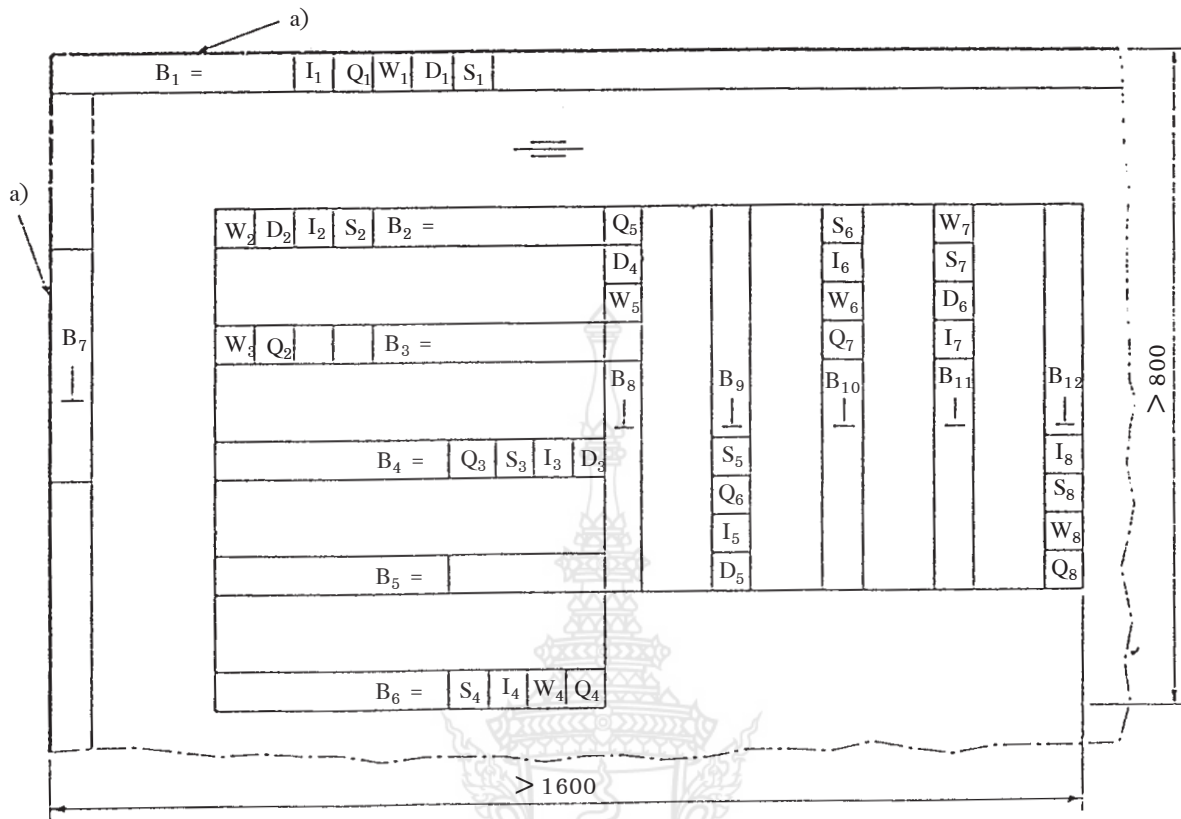 a)
B₁ = I₁ Q₁ W₁ D₁ S₁
a)
W₂ D₂ I₂ S₂ B₂ = Q₅ S₆ W₇
D₄ I₆ S₇
W₅ W₆ D₆
W₃ Q₂ B₃ = Q₇ I₇
B₇
B₈ B₉ B₁₀ B₁₁ B₁₂
> 800
B₄ = Q₃ S₃ I₃ D₃ S₅ I₈
Q₆ S₈
I₅ W₈
B₅ = D₅ Q₈
B₆ = S₄ I₄ W₄ Q₄
> 1600